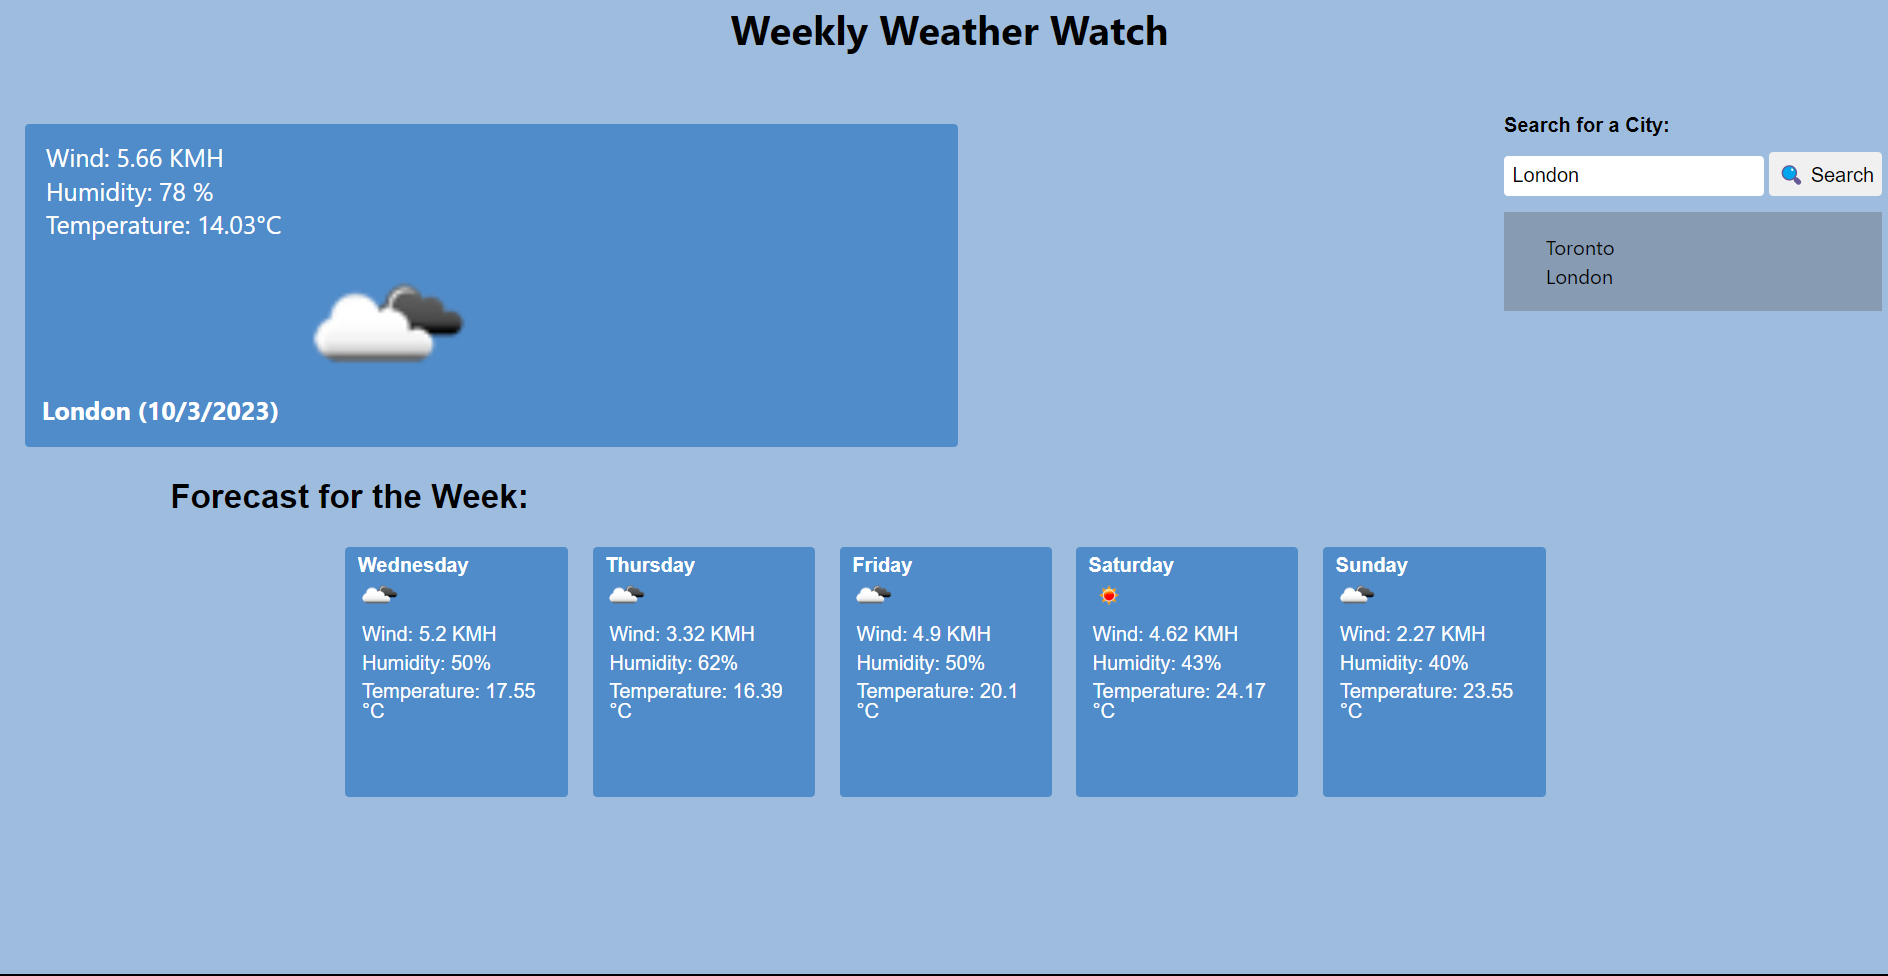 Weekly Weather Watch
Wind: 5.66 KMH
Humidity: 78 %
Temperature: 14.03°C
London (10/3/2023)
Search for a City:
London
Search
Toronto
London
Forecast for the Week:
Wednesday
Wind: 5.2 KMH
Humidity: 50%
Temperature: 17.55
°C
Thursday
Wind: 3.32 KMH
Humidity: 62%
Temperature: 16.39
°C
Friday
Wind: 4.9 KMH
Humidity: 50%
Temperature: 20.1
°C
Saturday
Wind: 4.62 KMH
Humidity: 43%
Temperature: 24.17
°C
Sunday
Wind: 2.27 KMH
Humidity: 40%
Temperature: 23.55
°C